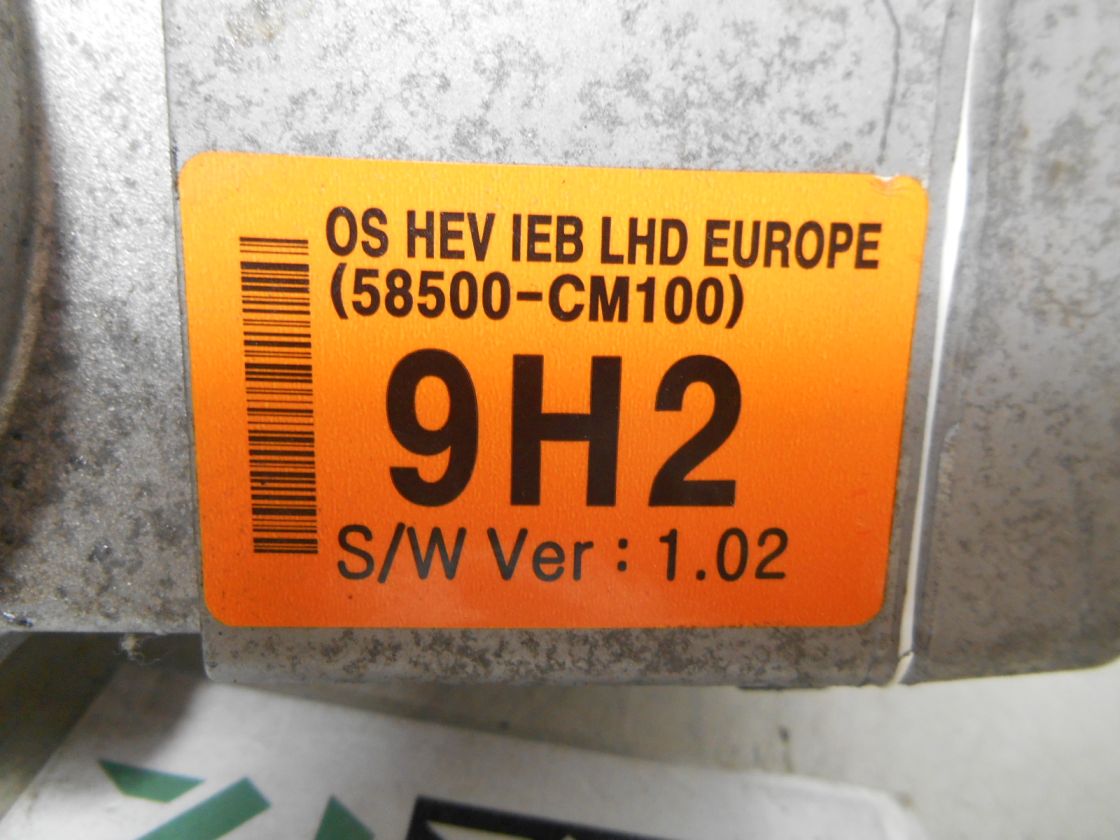 OS HEV IEB LHD EUROPE
(58500-CM100)
9H2
S/W Ver : 1.02